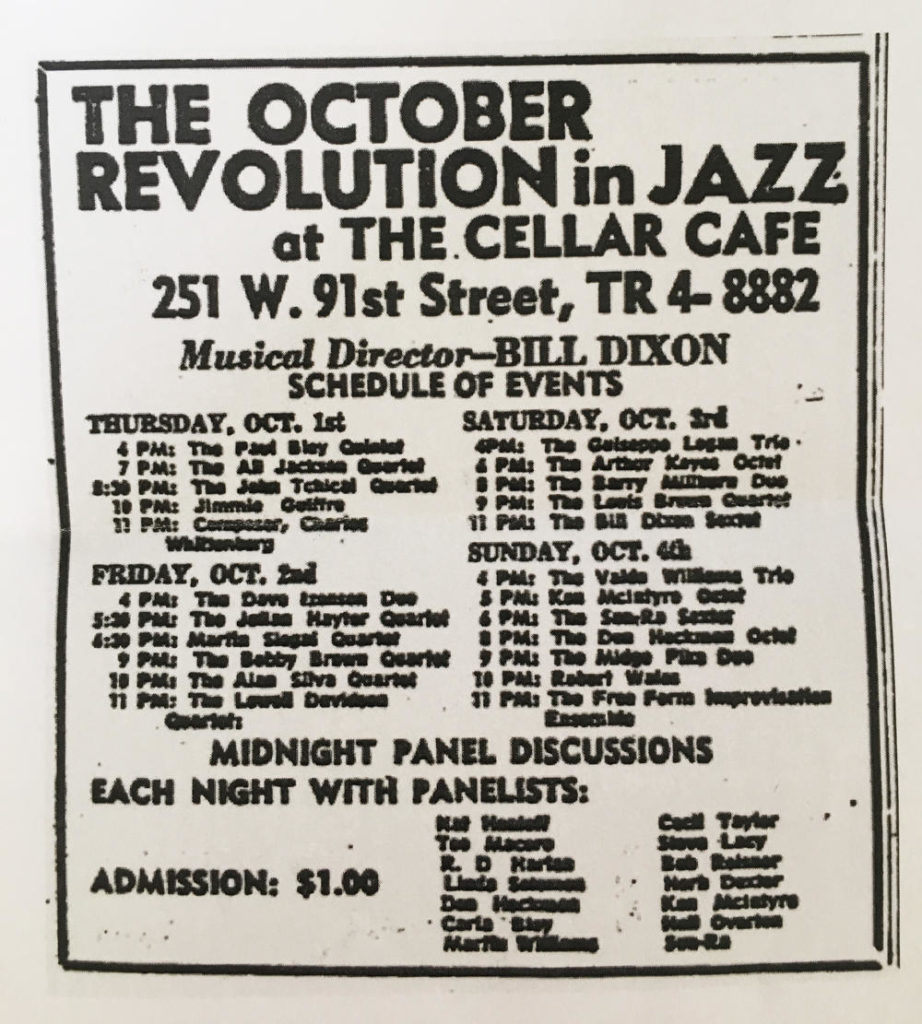 THE OCTOBER
REVOLUTION in JAZZ
at THE CELLAR CAFE
251 W. 91st Street, TR 4-8882
Musical Director—BILL DIXON
SCHEDULE OF EVENTS
THURSDAY, OCT. 1st
4 PM: The Paul Bley Quintet
7 PM: The Ali Jackson Quartet
8:30 PM: The John Tchicai Quartet
10 PM: Jimmie Guiffre
11 PM: Composer, Charles
Whittenberg
FRIDAY, OCT. 2nd
4 PM: The Dave Izenson Duo
5:30 PM: The Julian Hayter Quartet
6:30 PM: Martin Siegal Quartet
9 PM: The Bobby Brown Quartet
10 PM: The Alan Silva Quartet
11 PM: The Lowell Davidson
Quartet:
SATURDAY, OCT. 3rd
4PM: The Guiseppe Logan Trio
6 PM: The Arthur Keyes Octet
8 PM: The Barry Milhorn Duo
9 PM: The Louis Brown Quartet
11 PM: The Bill Dixon Sextet
SUNDAY, OCT. 4th
4 PM: The Valdo Williams Trio
5 PM: Ken McIntyre Octet
6 PM: The Sun-Ra Sextet
8 PM: The Don Heckman Octet
9 PM: The Midge Pike Duo
10 PM: Robert Wales
11 PM: The Free Form Improvisation
Ensemble
MIDNIGHT PANEL DISCUSSIONS
EACH NIGHT WITH PANELISTS:
ADMISSION: $1.00
Nat Hentoff
Teo Macero
R. D Harlan
Linda Solomon
Don Heckman
Carla Bley
Martin Williams
Cecil Taylor
Steve Lacy
Bob Reisner
Herb Dexter
Ken McIntyre
Hall Overton
Sun-Ra